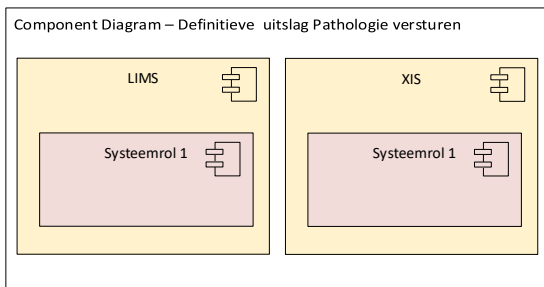 Component Diagram – Definitieve uitslag Pathologie versturen
LIMS
XIS
Systeemrol 1
Systeemrol 1